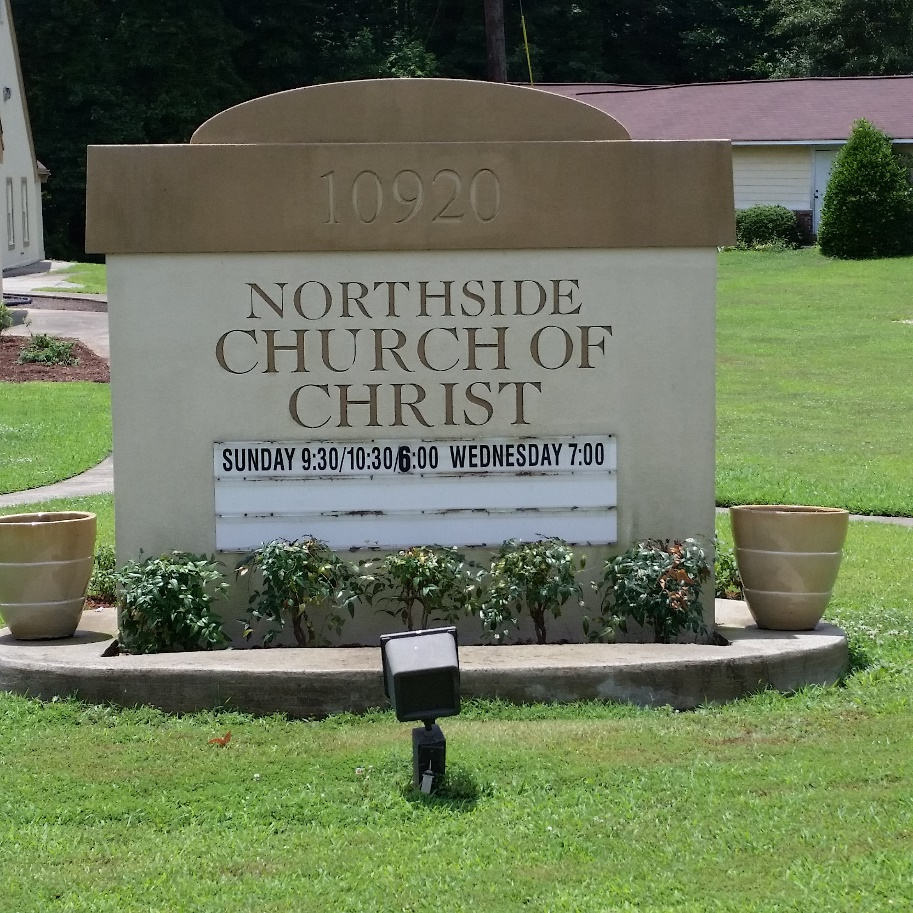 10920
NORTHSIDE
CHURCH OF
CHRIST
SUNDAY 9:30/10:30/6:00 WEDNESDAY 7:00